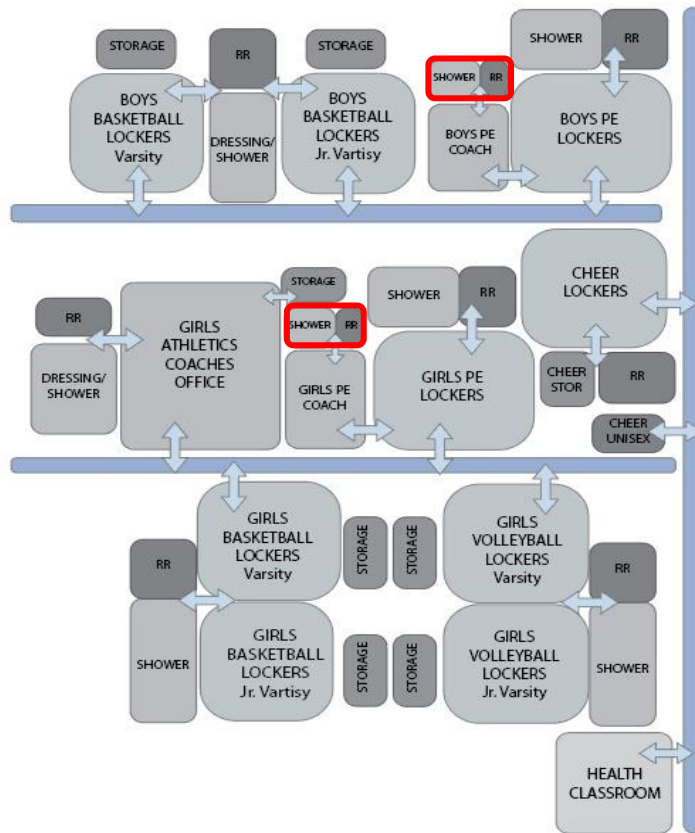 STORAGE
RR
STORAGE
BOYS
BASKETBALL
LOCKERS
Varsity
DRESSING/
SHOWER
BOYS
BASKETBALL
LOCKERS
Jr. Vartisy
SHOWER
RR
BOYS PE
COACH
SHOWER
RR
BOYS PE
LOCKERS
RR
DRESSING/
SHOWER
GIRLS
ATHLETICS
COACHES
OFFICE
STORAGE
SHOWER
RR
GIRLS PE
COACH
SHOWER
RR
GIRLS PE
LOCKERS
CHEER
LOCKERS
CHEER
STOR
RR
CHEER
UNISEX
RR
SHOWER
GIRLS
BASKETBALL
LOCKERS
Varsity
STORAGE
STORAGE
GIRLS
VOLLEYBALL
LOCKERS
Varsity
RR
SHOWER
GIRLS
BASKETBALL
LOCKERS
Jr. Vartisy
STORAGE
STORAGE
GIRLS
VOLLEYBALL
LOCKERS
Jr. Varsity
HEALTH
CLASSROOM